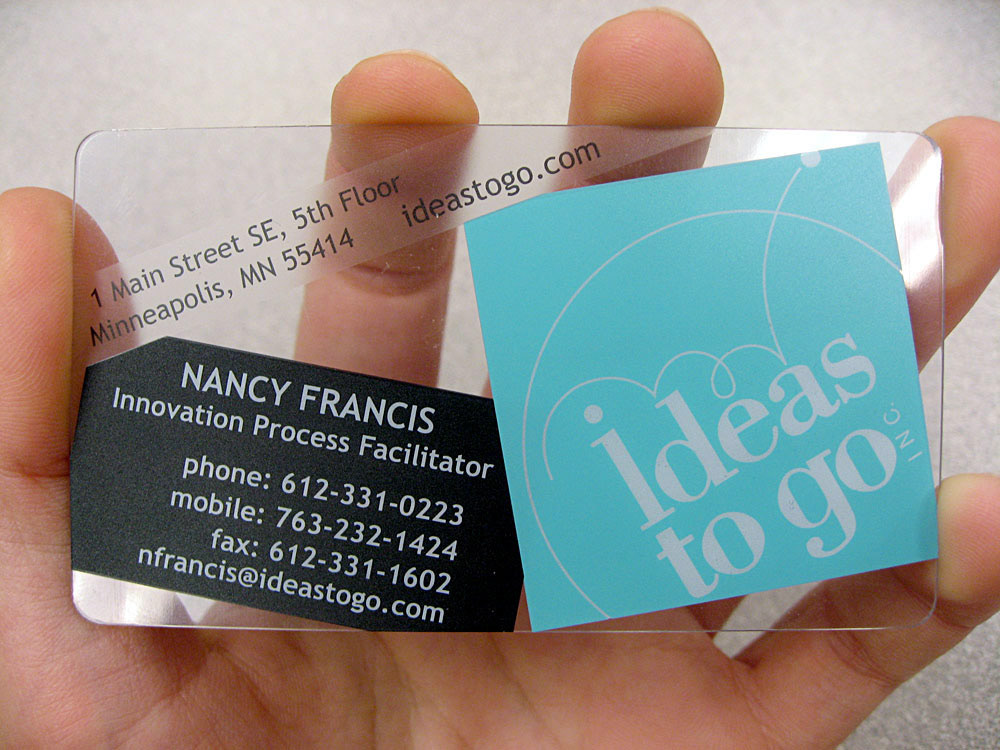 1 Main Street SE, 5th Floor
Minneapolis, MN 55414
ideastogo.com
NANCY FRANCIS
Innovation Process Facilitator
phone: 612-331-0223
mobile: 763-232-1424
fax: 612-331-1602
nfrancis@ideastogo.com
ideas
to go INC.